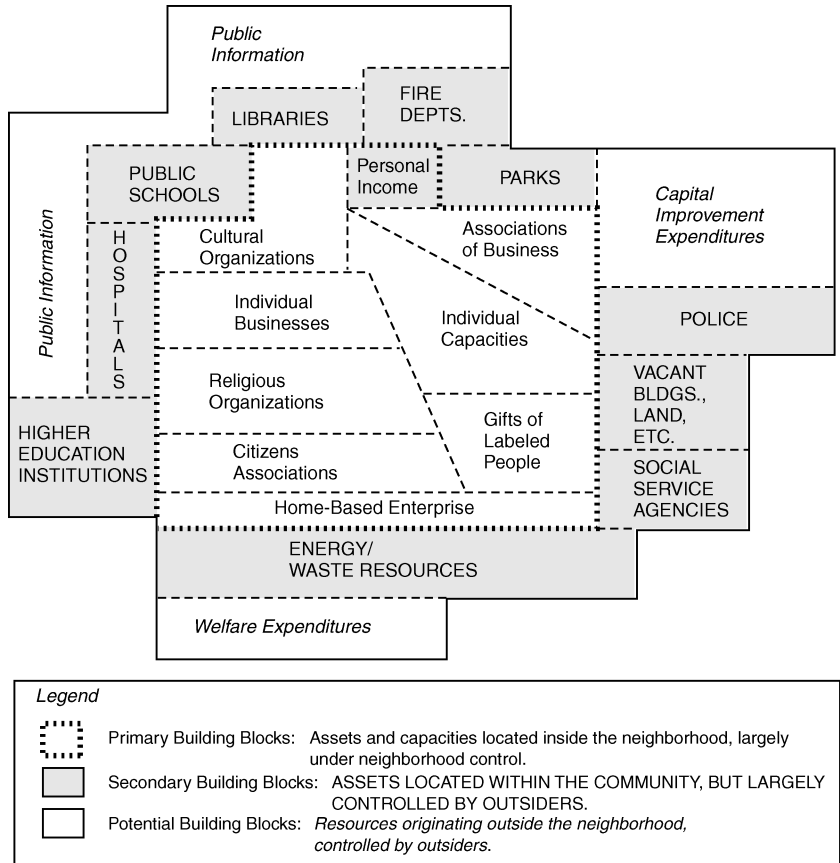 Public
Information
FIRE
DEPTS.
LIBRARIES
PUBLIC
SCHOOLS
Personal
Income
PARKS
Capital
Improvement
Expenditures
Public Information
HOSPITALS
Cultural
Organizations
Associations
of Business
Individual
Businesses
Individual
Capacities
POLICE
Religious
Organizations
VACANT
BLDGS.,
LAND,
ETC.
Gifts of
Labeled
People
HIGHER
EDUCATION
INSTITUTIONS
Citizens
Associations
SOCIAL
SERVICE
AGENCIES
Home-Based Enterprise
ENERGY/
WASTE RESOURCES
Welfare Expenditures
Legend
Primary Building Blocks: Assets and capacities located inside the neighborhood, largely
under neighborhood control.
Secondary Building Blocks: ASSETS LOCATED WITHIN THE COMMUNITY, BUT LARGELY
CONTROLLED BY OUTSIDERS.
Potential Building Blocks: Resources originating outside the neighborhood,
controlled by outsiders.